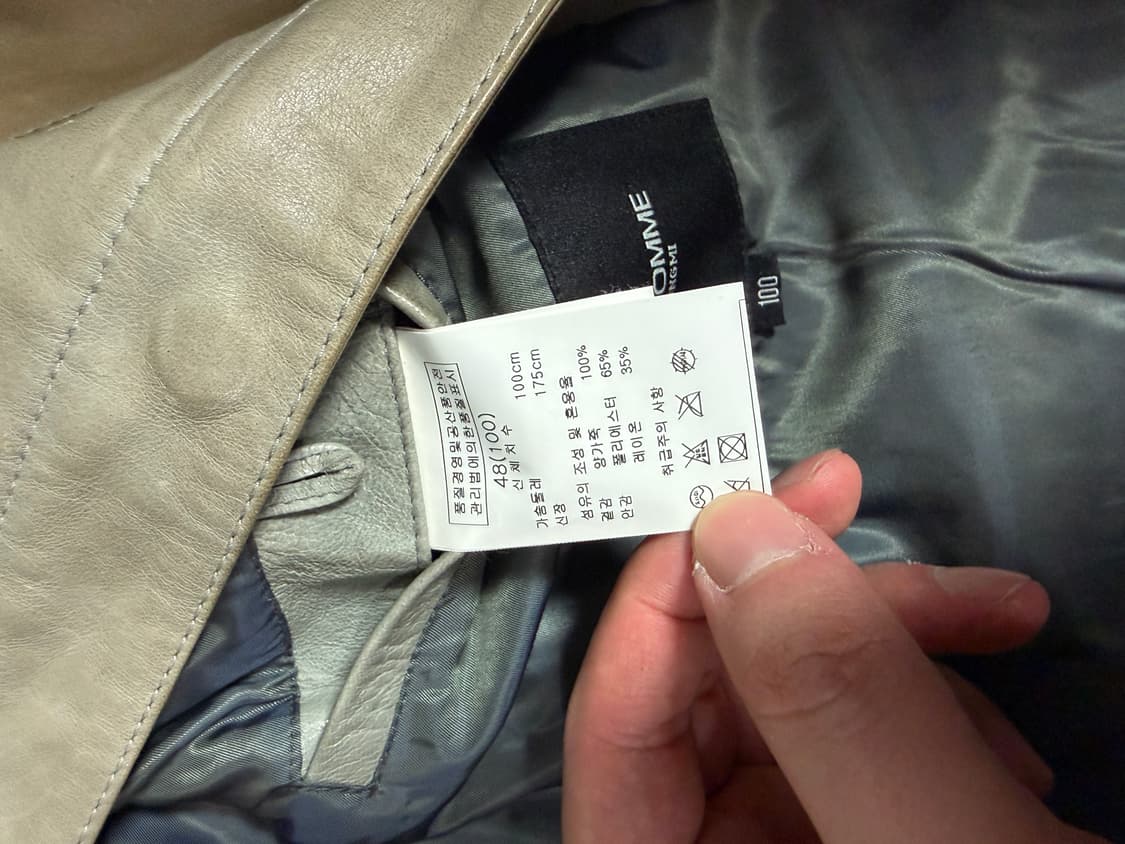 OMME
100
품질경영및공산품안전
관리법에의한품질표시
48(100)
신 체 치 수
가슴둘레 100cm
신장 175cm
섬유의 조성 및 혼용율
겉감 양가죽 100%
안감 폴리에스터 65%
레이온 35%
취급주의 사항